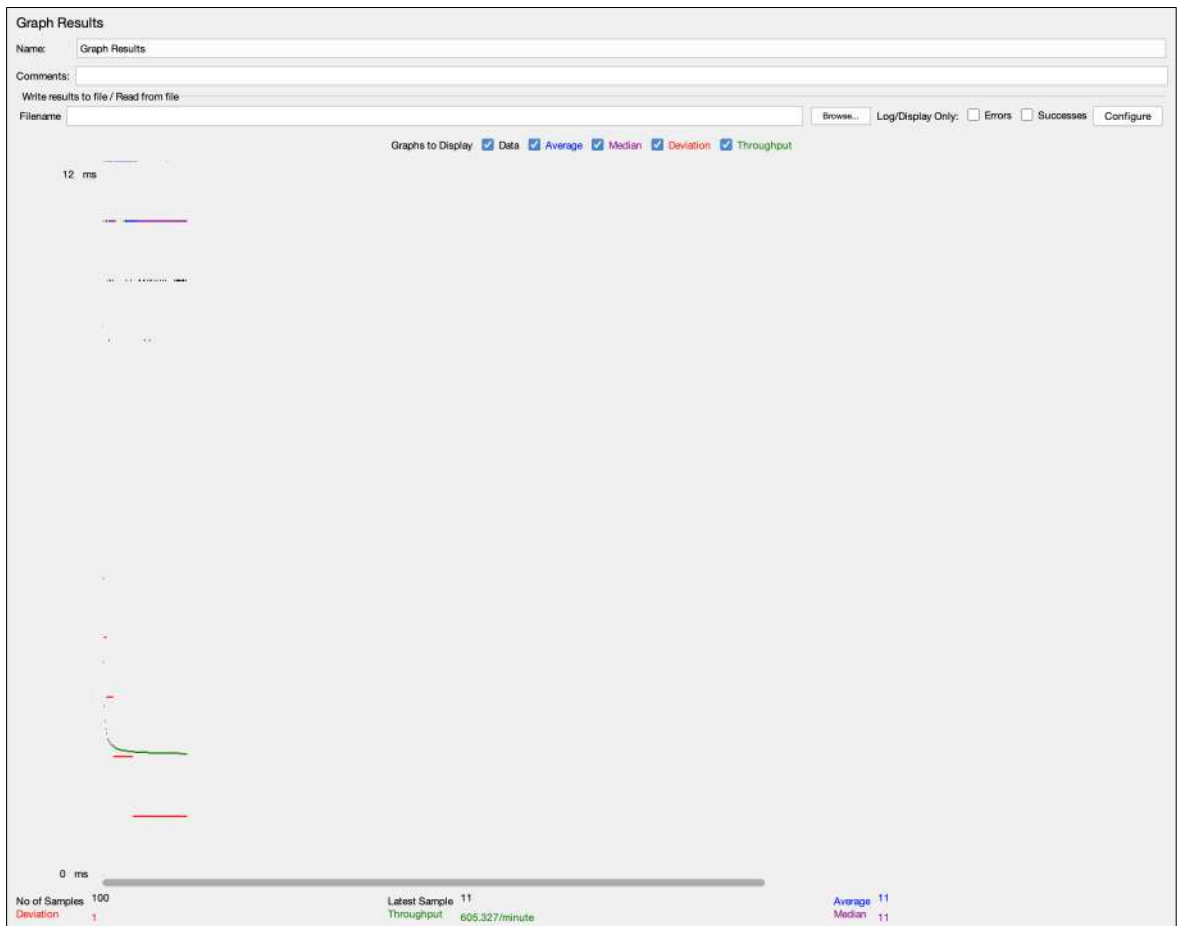 Graph Results
Name: Graph Results
Comments:
Write results to file / Read from file
Filename Browse... Log/Display Only: Errors Successes Configure
Graphs to Display Data Average Median Deviation Throughput
12 ms
0 ms
No of Samples 100 Latest Sample 11 Average 11
Deviation 1 Throughput 605.327/minute Median 11